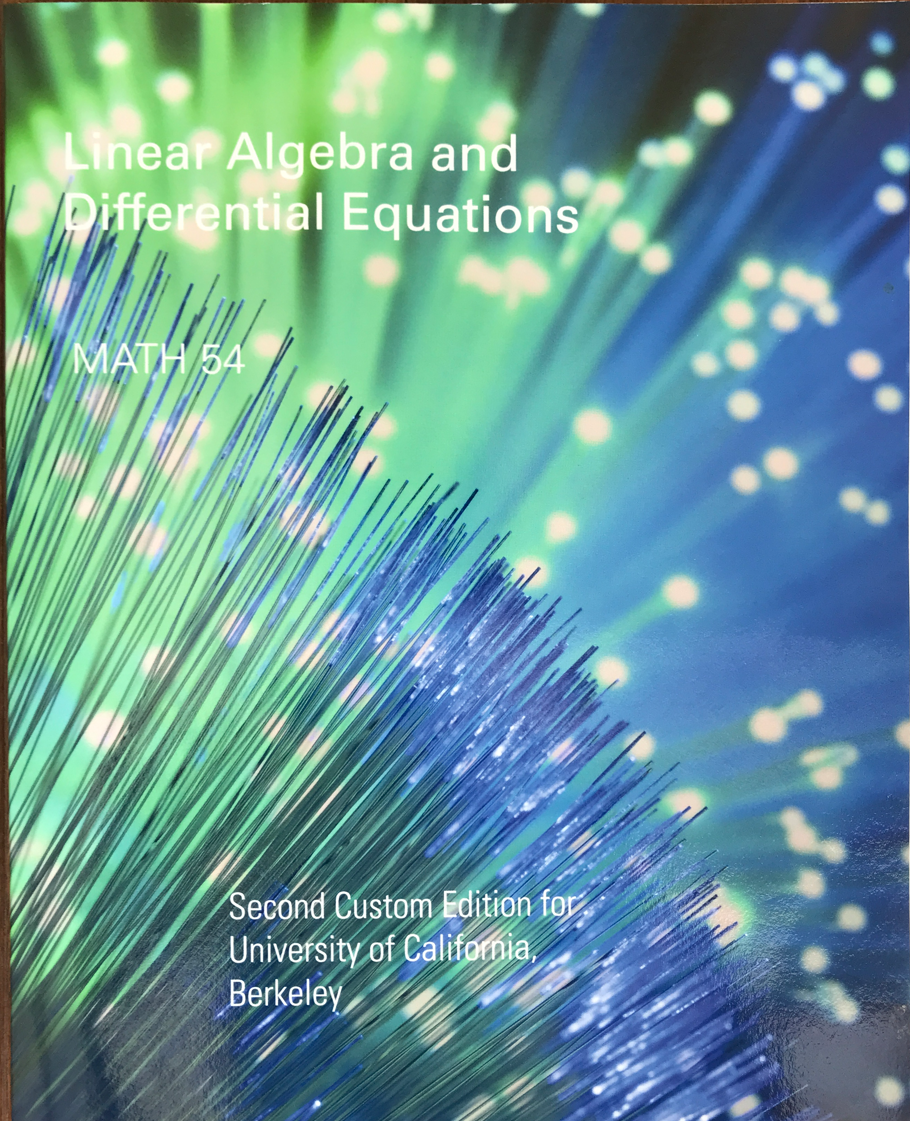 Linear Algebra and
Differential Equations
MATH 54
Second Custom Edition for
University of California,
Berkeley